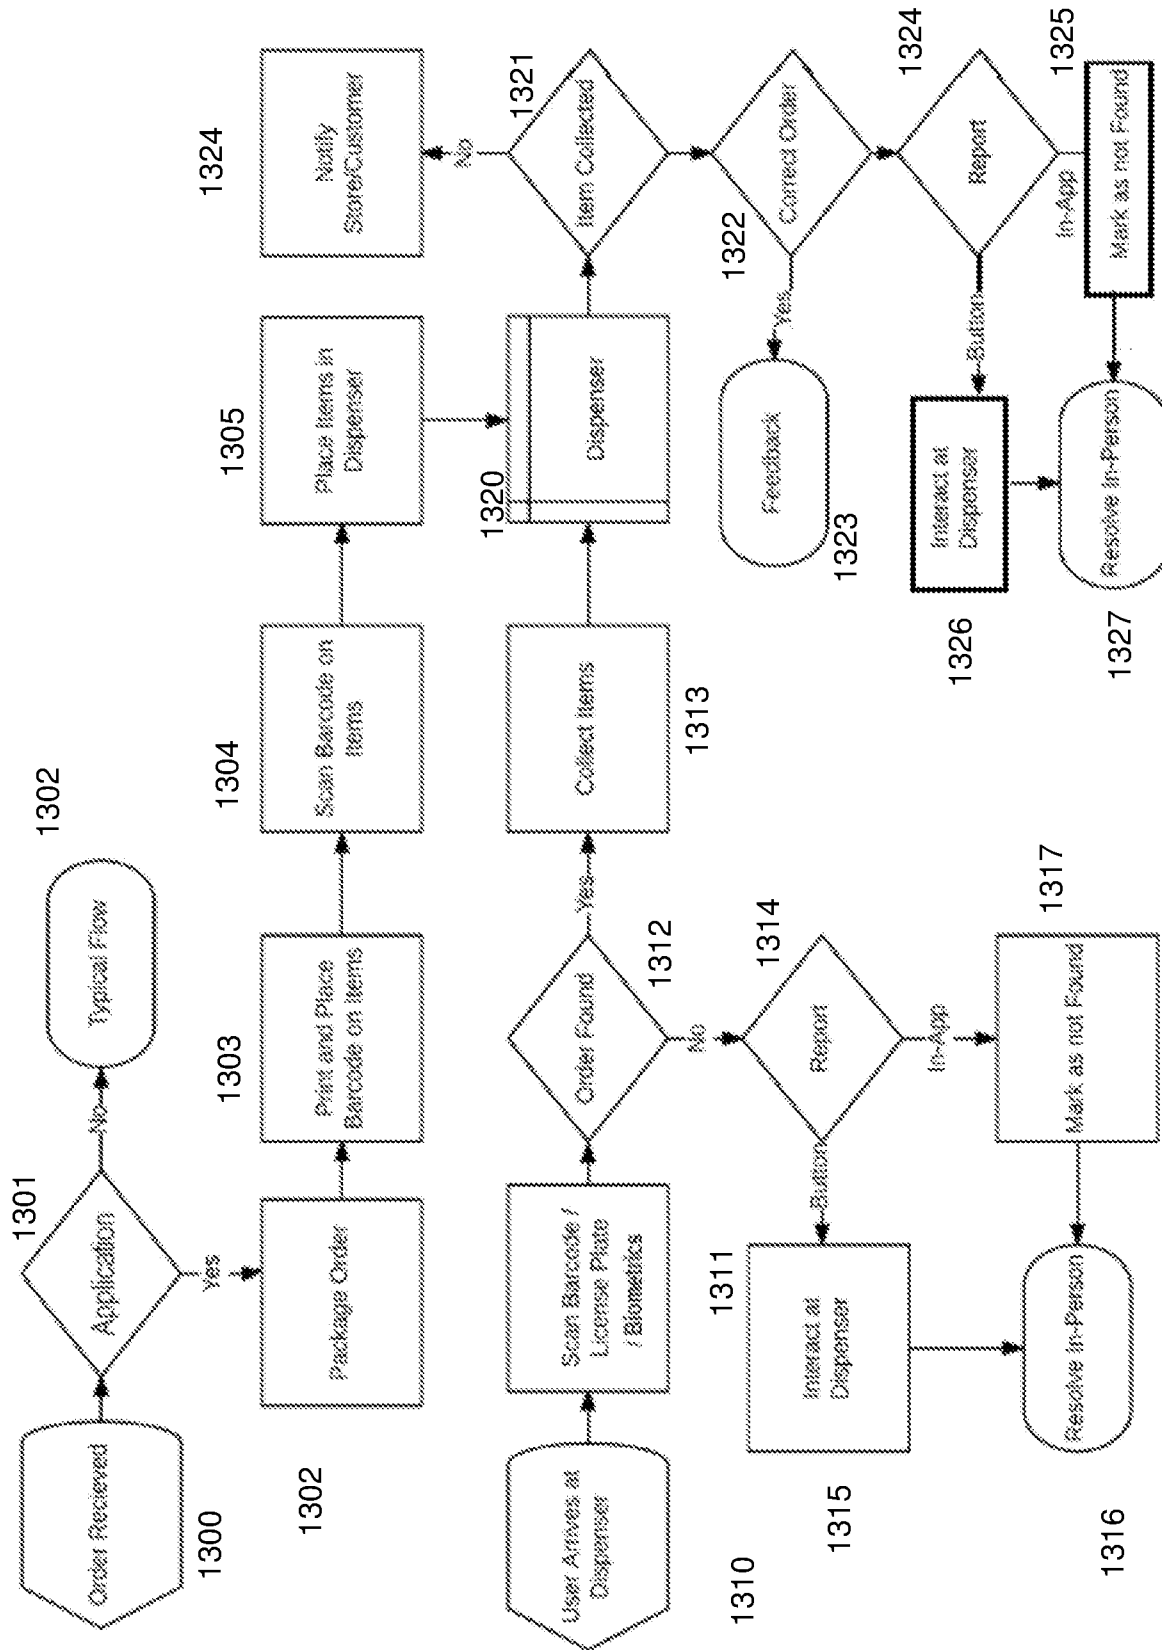 Order Recieved
1300
Application
1301
No
Typical Flow
1302
Yes
Package Order
1302
Print and Place
Barcode on Items
1303
Scan Barcode on
Items
1304
Place Items in
Dispenser
1305
Notify
Store/Customer
1324
User Arrives at
Dispenser
1310
Scan Barcode /
License Plate
/ Biometrics
1311
Order Found
1312
Yes
Collect Items
1313
Dispenser
1320
Item Collected
1321
No
No
Report
1314
Button
Interact at
Dispenser
1315
In-App
Mark as not Found
1317
Resolve In-Person
1316
Correct Order
1322
Yes
Feedback
1323
Report
1324
Button
Interact at
Dispenser
1326
In-App
Mark as not Found
1325
Resolve In-Person
1327